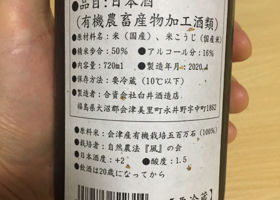 ●品目:日本酒
(有機農畜産物加工酒類)
●原材料名:米(国産)、米こうじ(国産米)
●精米歩合:50% ●アルコール分:16%
●内容量:720ml ●製造年月:2020.4
●保存方法:要冷蔵(10℃以下)
●製造者:合資会社白井酒造店
福島県大沼郡会津美里町永井野字中町1862
●原料米:会津産有機栽培五百万石(100%)
●栽培者:自然農法『風』の会
●日本酒度:+2 ●酸度:1.5
●飲酒は20歳になってから
要冷蔵